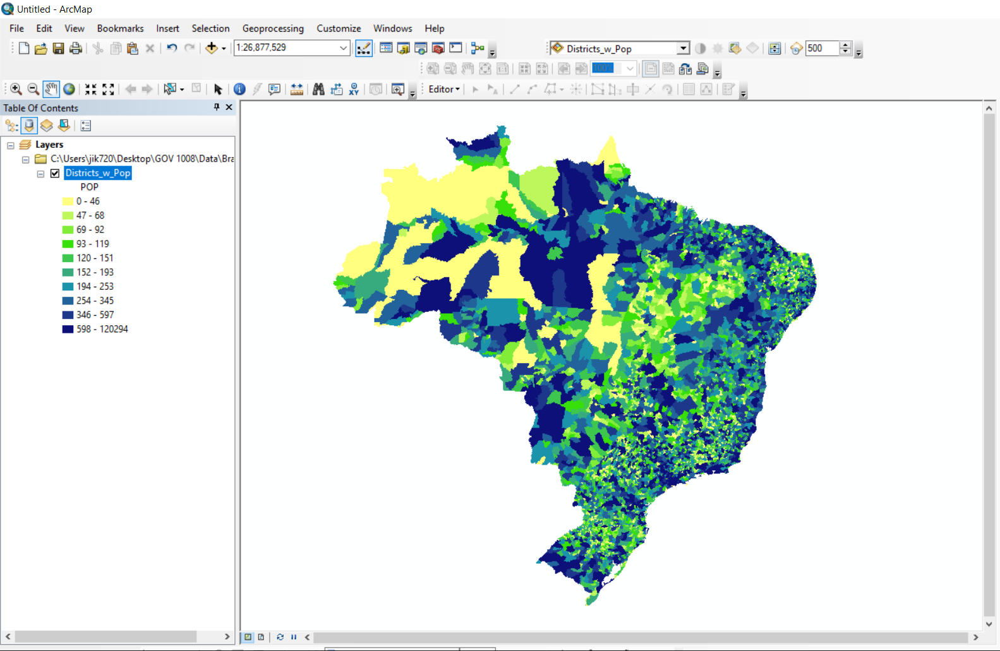 Untitled - ArcMap
File Edit View Bookmarks Insert Selection Geoprocessing Customize Windows Help
1:26,877,529
Districts_w_Pop
500
100%
XY
Editor
Table Of Contents
Layers
C:\Users\jik720\Desktop\GOV 1008\Data\Bra
Districts_w_Pop
POP
0 - 46
47 - 68
69 - 92
93 - 119
120 - 151
152 - 193
194 - 253
254 - 345
346 - 597
598 - 120294